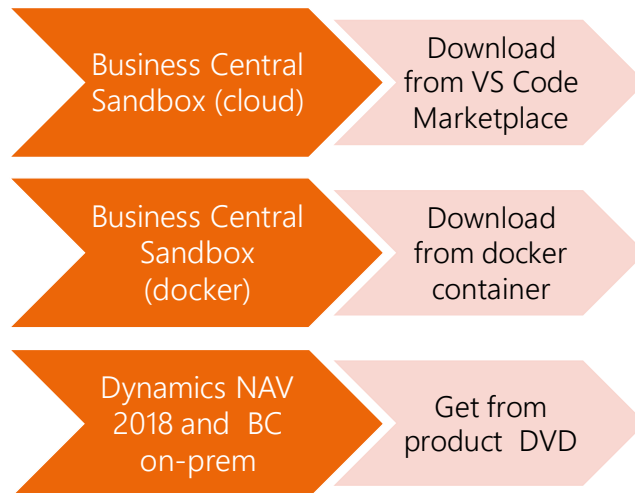 Business Central
Sandbox (cloud)
Download
from VS Code
Marketplace
Business Central
Sandbox
(docker)
Download
from docker
container
Dynamics NAV
2018 and BC
on-prem
Get from
product DVD